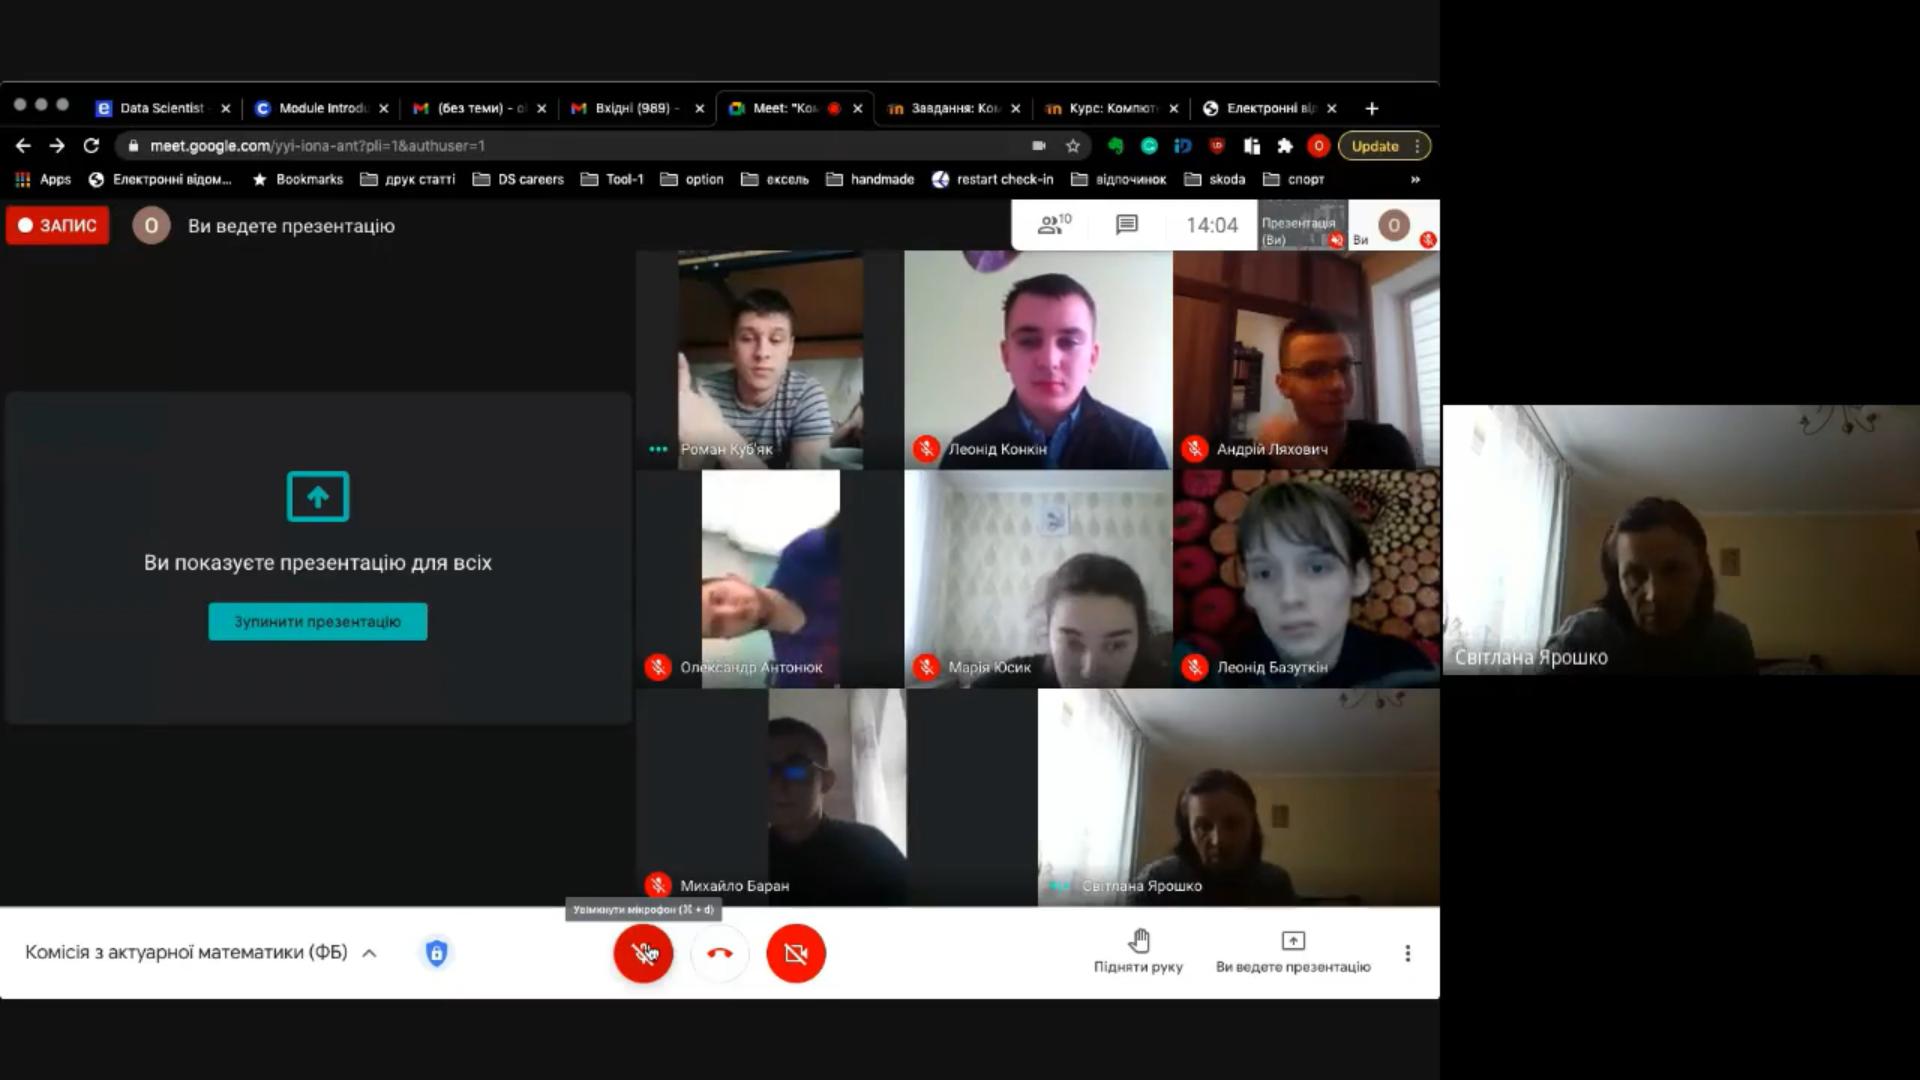 Data Scientist
Module Introdu
(без теми) - o
Вхідні (989) -
Meet: "Ко
Завдання: Ко
Курс: Компют
Електронні ві
meet.google.com/yyi-iona-ant?pli=1&authuser=1
Update
Apps
Електронні відом...
Bookmarks
друк статті
DS careers
Tool-1
option
ексель
handmade
restart check-in
відпочинок
skoda
спорт
»
ЗАПИС
O
Ви ведете презентацію
10
14:04
Презентація
(Ви)
Ви
O
Роман Куб'як
Леонід Конкін
Андрій Ляхович
Ви показуєте презентацію для всіх
Зупинити презентацію
Олександр Антонюк
Марія Юсик
Леонід Базуткін
Світлана Ярошко
Михайло Баран
Світлана Ярошко
Увімкнути мікрофон (⌘ + d)
Комісія з актуарної математики (ФБ)
Підняти руку
Ви ведете презентацію